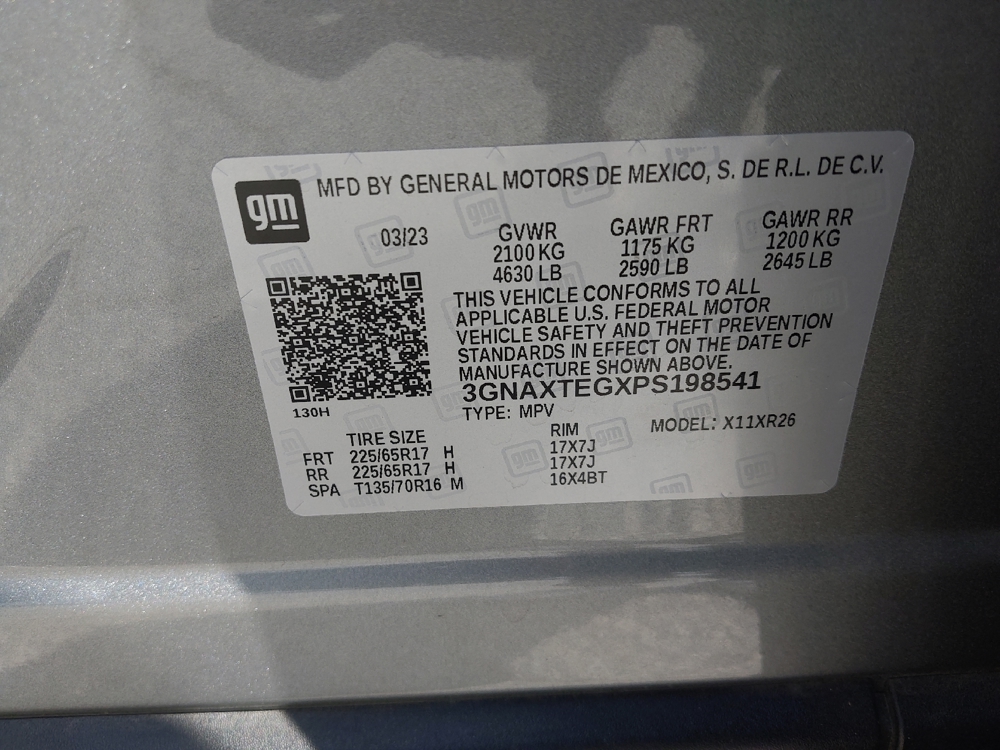 gm
MFD BY GENERAL MOTORS DE MEXICO, S. DE R.L. DE C.V.
03/23
GVWR GAWR FRT GAWR RR
2100 KG 1175 KG 1200 KG
4630 LB 2590 LB 2645 LB
THIS VEHICLE CONFORMS TO ALL
APPLICABLE U.S. FEDERAL MOTOR
VEHICLE SAFETY AND THEFT PREVENTION
STANDARDS IN EFFECT ON THE DATE OF
MANUFACTURE SHOWN ABOVE.
3GNAXTEGXPS198541
130H
TYPE: MPV
MODEL: X11XR26
TIRE SIZE RIM
FRT 225/65R17 H 17X7J
RR 225/65R17 H 17X7J
SPA T135/70R16 M 16X4BT